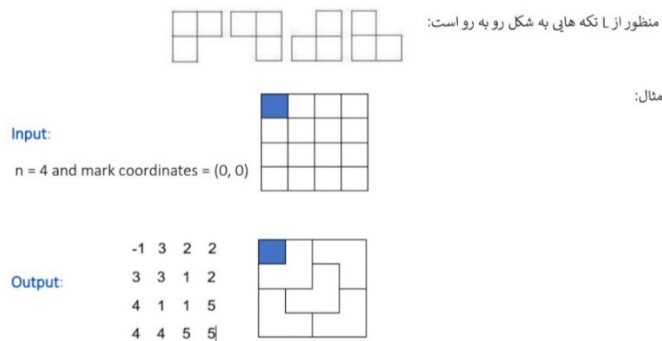 منظور از L تکه هایی به شکل رو به رو است:
مثال:
Input:
n = 4 and mark coordinates = (0, 0)
Output:
-1 3 2 2
3 3 1 2
4 1 1 5
4 4 5 5